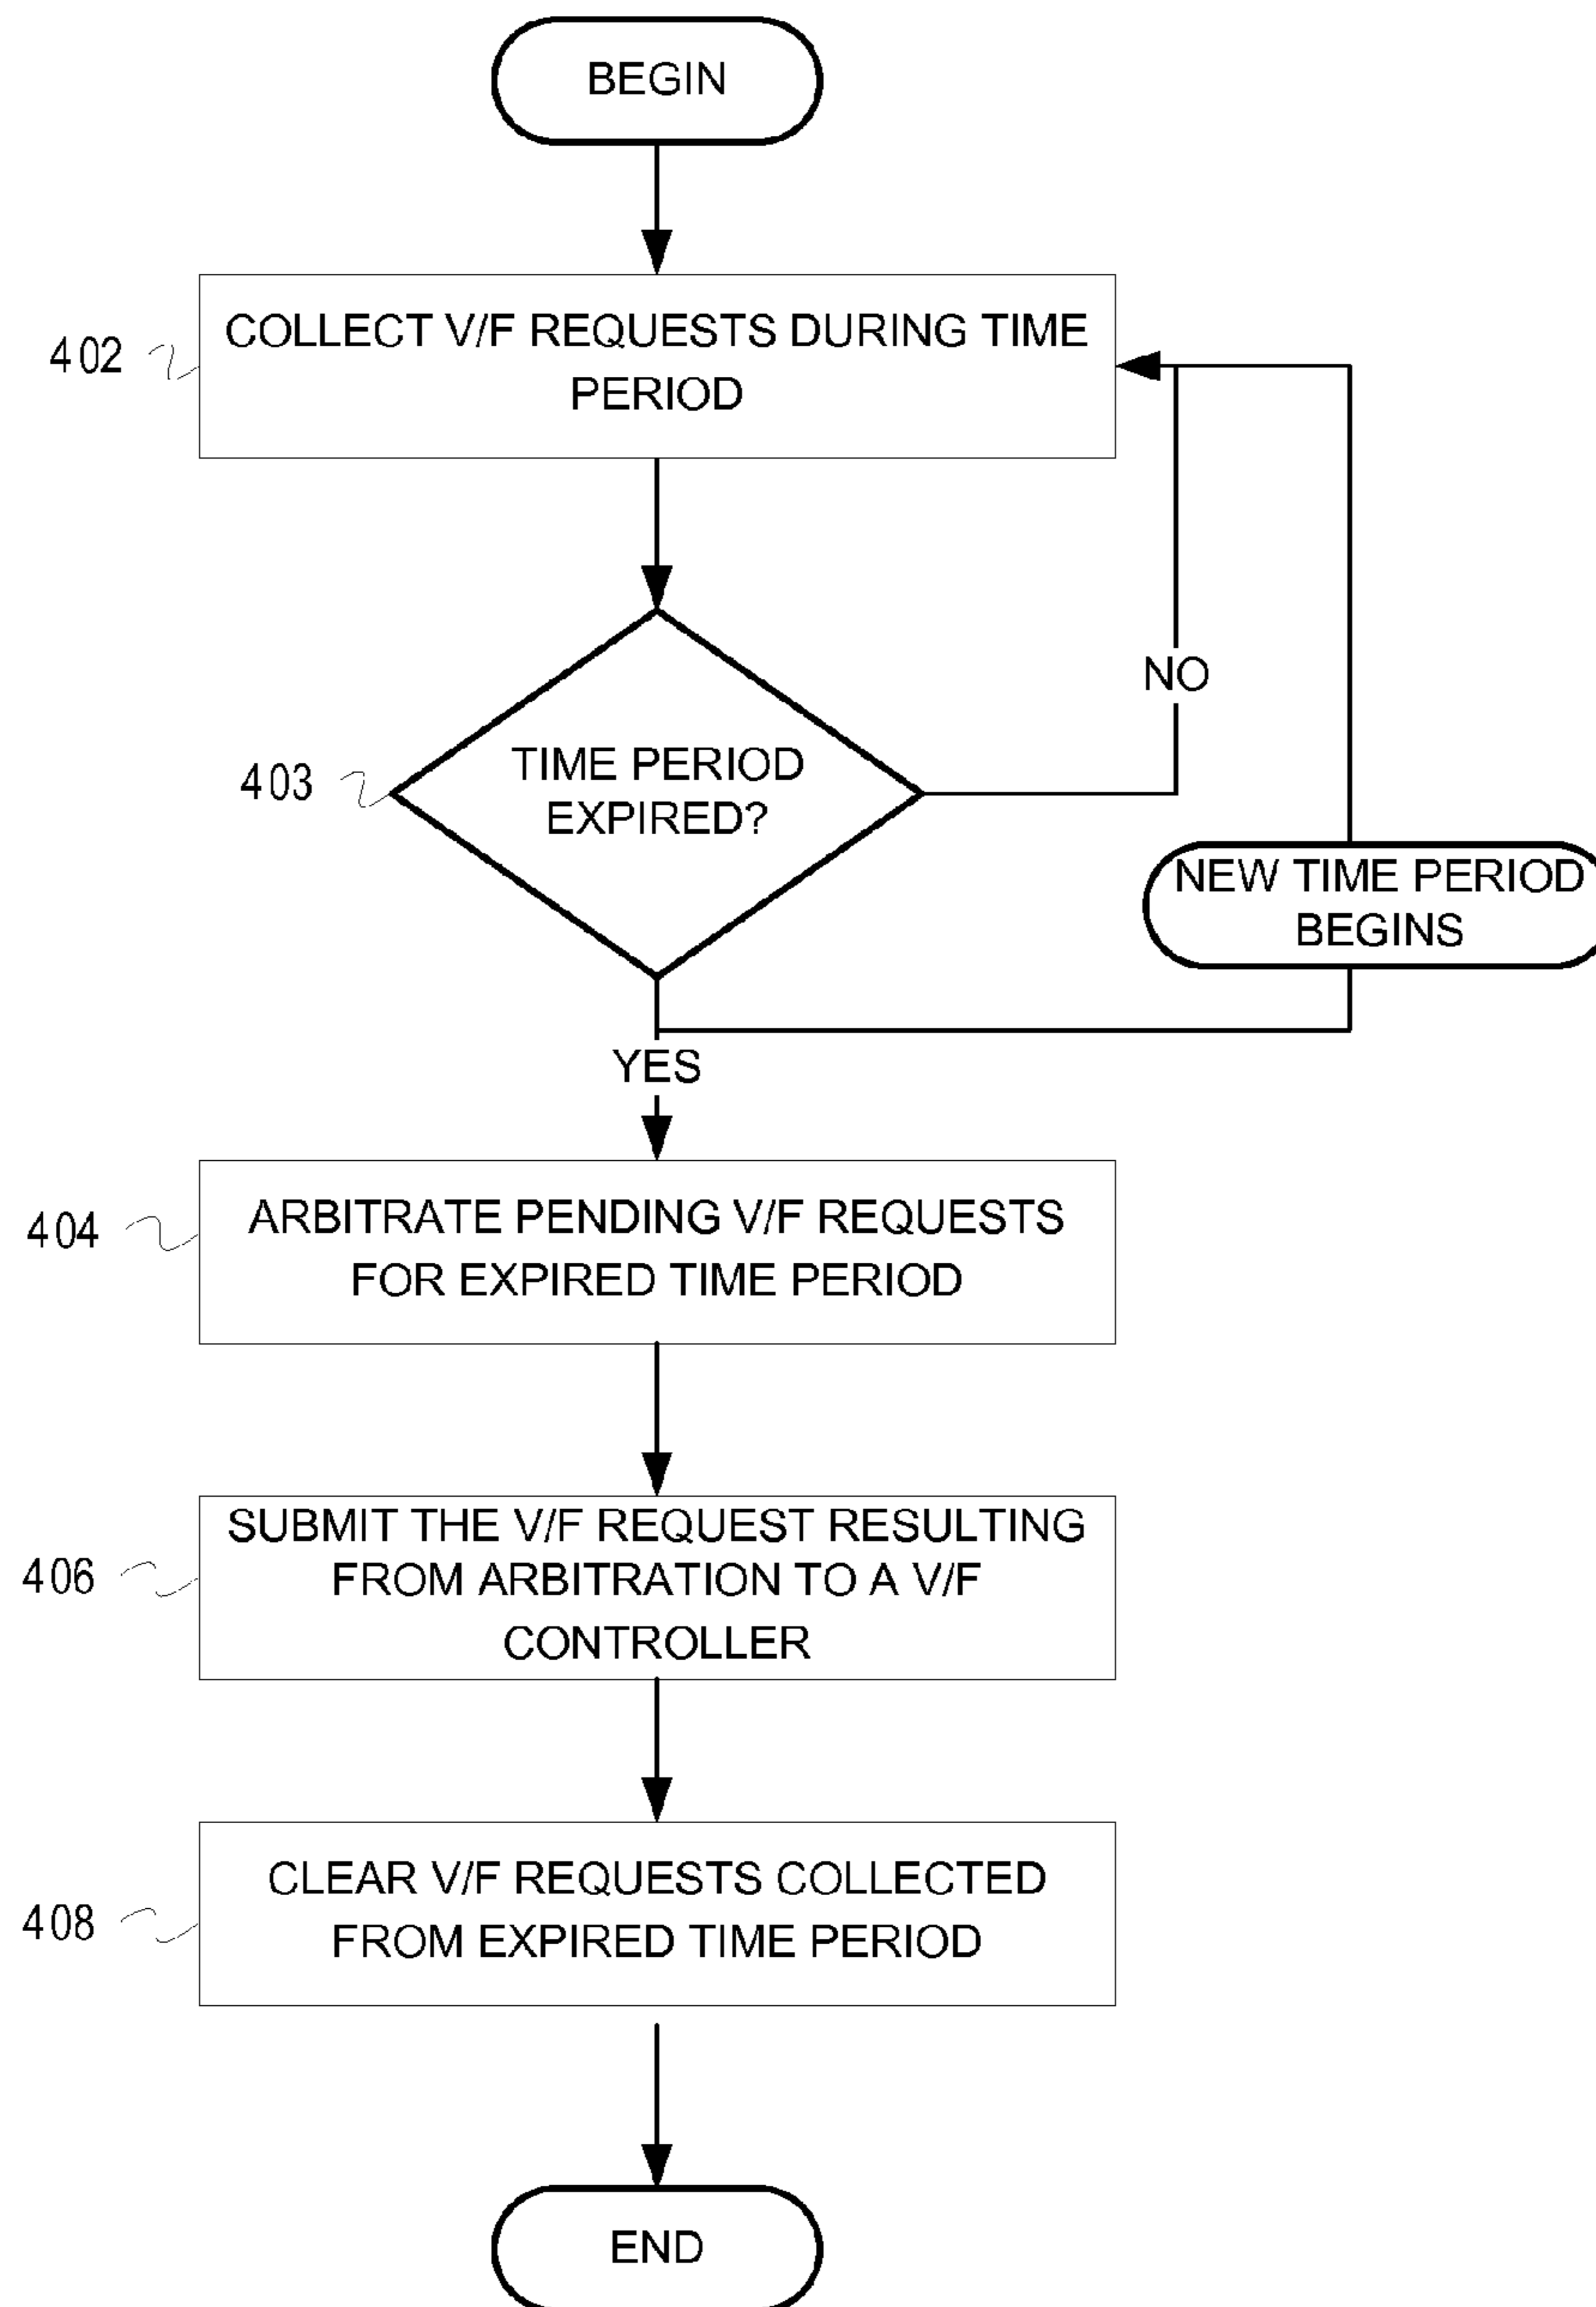 BEGIN
402
COLLECT V/F REQUESTS DURING TIME
PERIOD
NO
403
TIME PERIOD
EXPIRED?
NEW TIME PERIOD
BEGINS
YES
404
ARBITRATE PENDING V/F REQUESTS
FOR EXPIRED TIME PERIOD
406
SUBMIT THE V/F REQUEST RESULTING
FROM ARBITRATION TO A V/F
CONTROLLER
408
CLEAR V/F REQUESTS COLLECTED
FROM EXPIRED TIME PERIOD
END